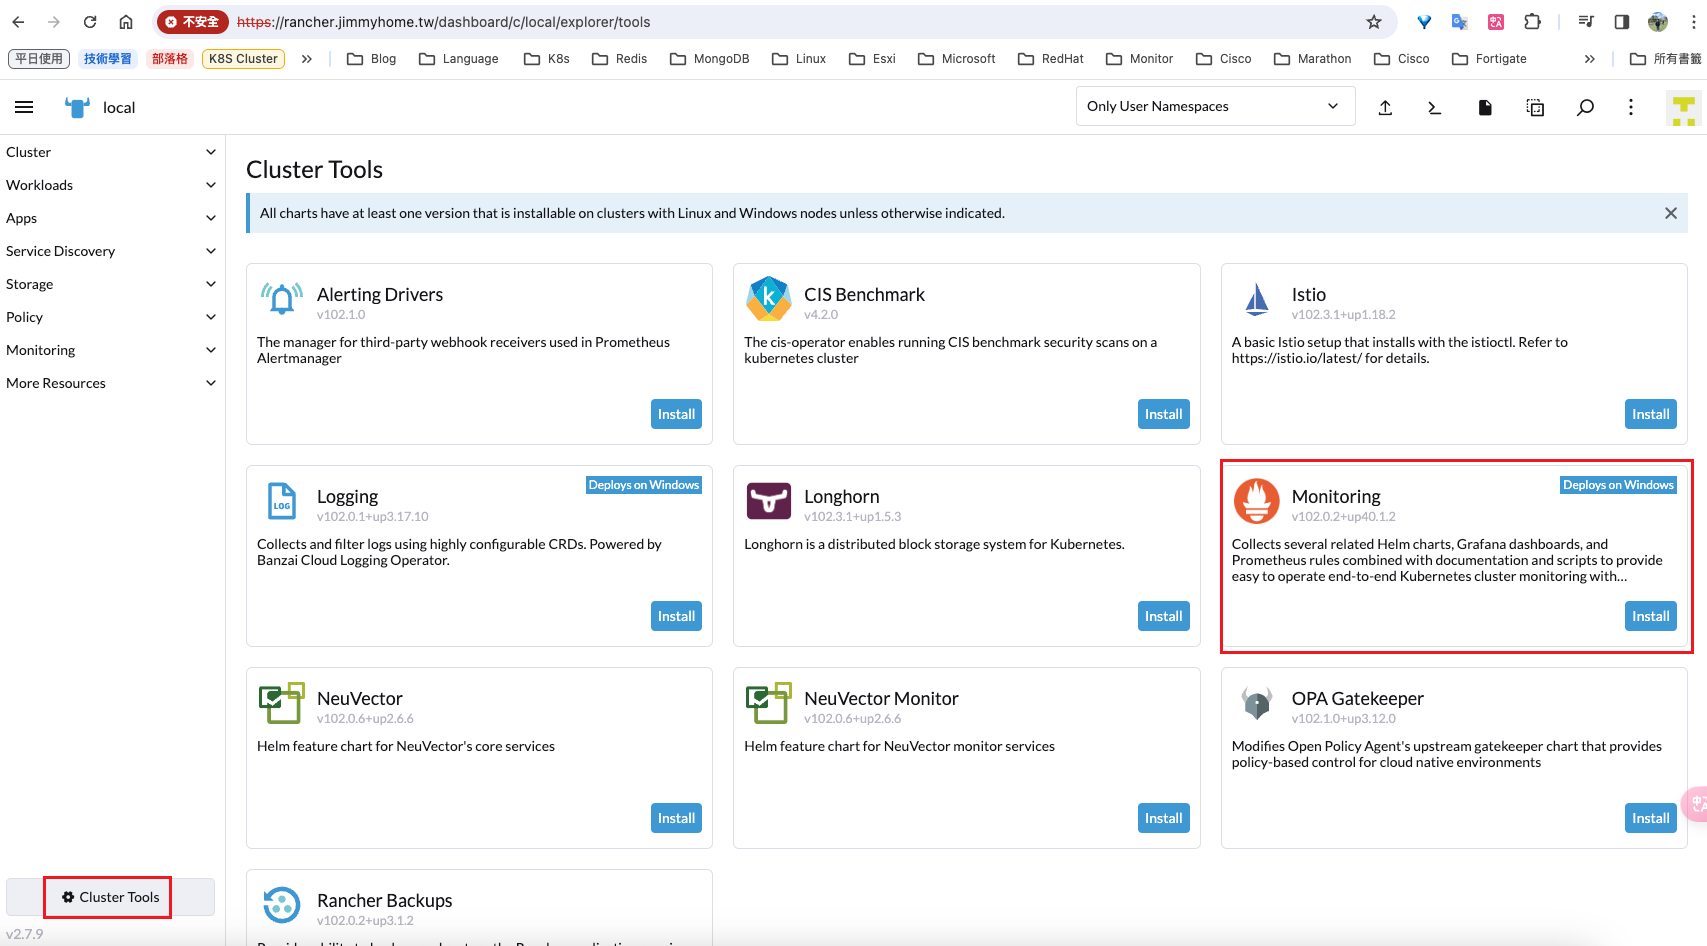 不安全 https://rancher.jimmyhome.tw/dashboard/c/local/explorer/tools
平日使用 技術學習 部落格 K8S Cluster » Blog Language K8s Redis MongoDB Linux Esxi Microsoft RedHat Monitor Cisco Marathon Cisco Fortigate » 所有書籤
local
Only User Namespaces
Cluster
Workloads
Apps
Service Discovery
Storage
Policy
Monitoring
More Resources
Cluster Tools
v2.7.9
Cluster Tools
All charts have at least one version that is installable on clusters with Linux and Windows nodes unless otherwise indicated.
Alerting Drivers
v102.1.0
The manager for third-party webhook receivers used in Prometheus
Alertmanager
Install
CIS Benchmark
v4.2.0
The cis-operator enables running CIS benchmark security scans on a
kubernetes cluster
Install
Istio
v102.3.1+up1.18.2
A basic Istio setup that installs with the istioctl. Refer to
https://istio.io/latest/ for details.
Install
Deploys on Windows
LOG
Logging
v102.0.1+up3.17.10
Collects and filter logs using highly configurable CRDs. Powered by
Banzai Cloud Logging Operator.
Install
Longhorn
v102.3.1+up1.5.3
Longhorn is a distributed block storage system for Kubernetes.
Install
Deploys on Windows
Monitoring
v102.0.2+up40.1.2
Collects several related Helm charts, Grafana dashboards, and
Prometheus rules combined with documentation and scripts to provide
easy to operate end-to-end Kubernetes cluster monitoring with...
Install
NeuVector
v102.0.6+up2.6.6
Helm feature chart for NeuVector's core services
Install
NeuVector Monitor
v102.0.6+up2.6.6
Helm feature chart for NeuVector monitor services
Install
OPA Gatekeeper
v102.1.0+up3.12.0
Modifies Open Policy Agent's upstream gatekeeper chart that provides
policy-based control for cloud native environments
Install
Rancher Backups
v102.0.2+up3.1.2